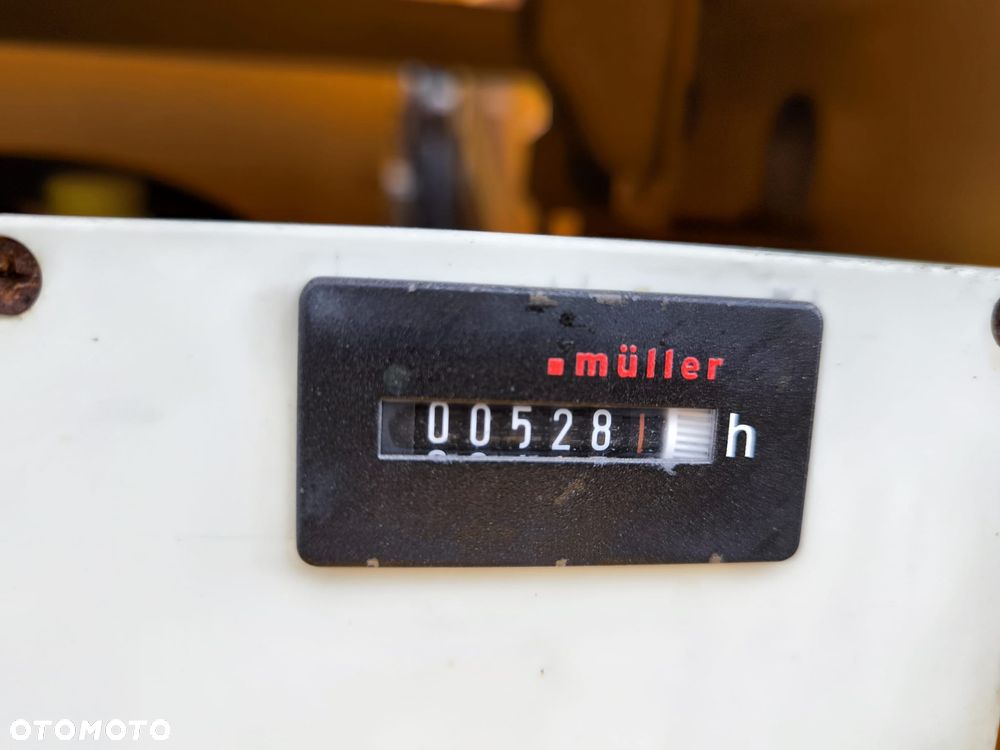 müller
00528 h
OTOMOTO